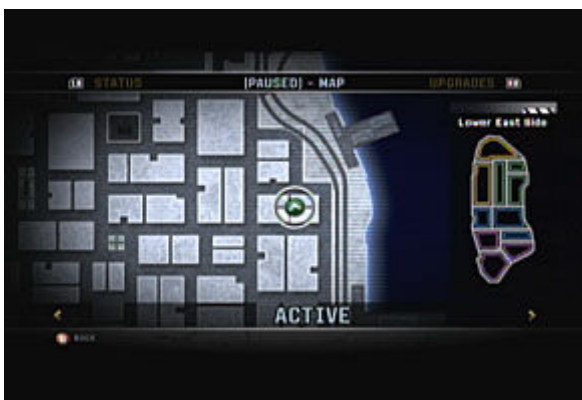 LB STATUS [PAUSED] - MAP UPGRADES RB
Lower East Side
ACTIVE
B BACK